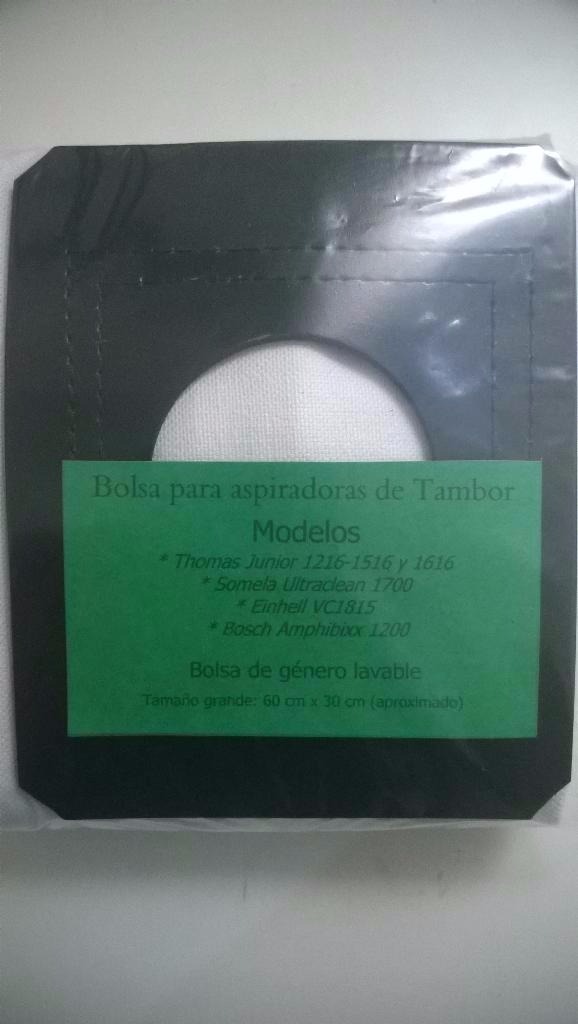 Bolsa para aspiradoras de Tambor
Modelos
* Thomas Junior 1216-1516 y 1616
* Somela Ultraclean 1700
* Einhell VC1815
* Bosch Amphibixx 1200
Bolsa de género lavable
Tamaño grande: 60 cm x 30 cm (aproximado)